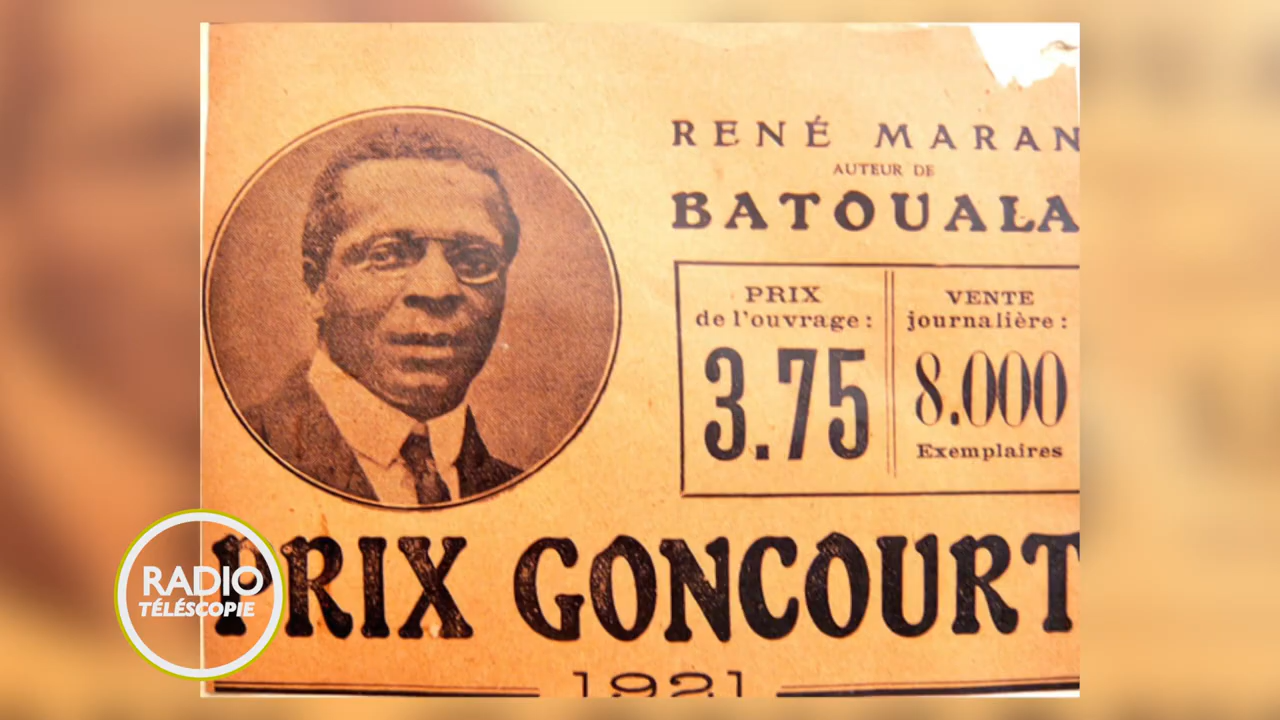 RENÉ MARAN
AUTEUR DE
BATOUALA
PRIX
de l'ouvrage :
3.75
VENTE
journalière :
8.000
Exemplaires
PRIX GONCOURT
1921
RADIO
TÉLÉSCOPIE